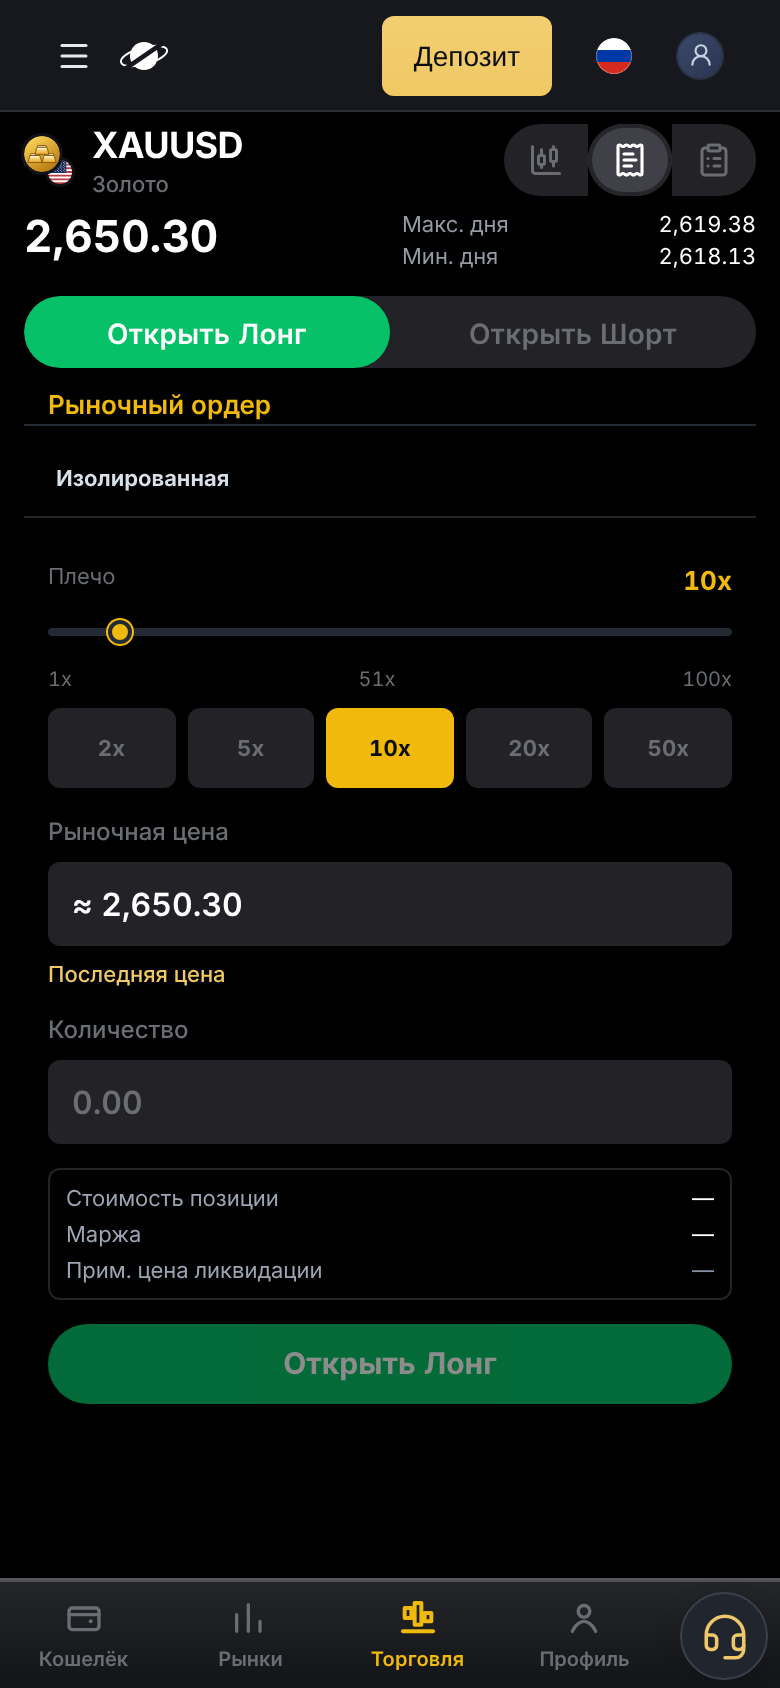 Депозит
XAUUSD
Золото
2,650.30
Макс. дня 2,619.38
Мин. дня 2,618.13
Открыть Лонг Открыть Шорт
Рыночный ордер
Изолированная
Плечо 10x
1x 51x 100x
2x 5x 10x 20x 50x
Рыночная цена
≈ 2,650.30
Последняя цена
Количество
0.00
Стоимость позиции —
Маржа —
Прим. цена ликвидации —
Открыть Лонг
Кошелёк Рынки Торговля Профиль